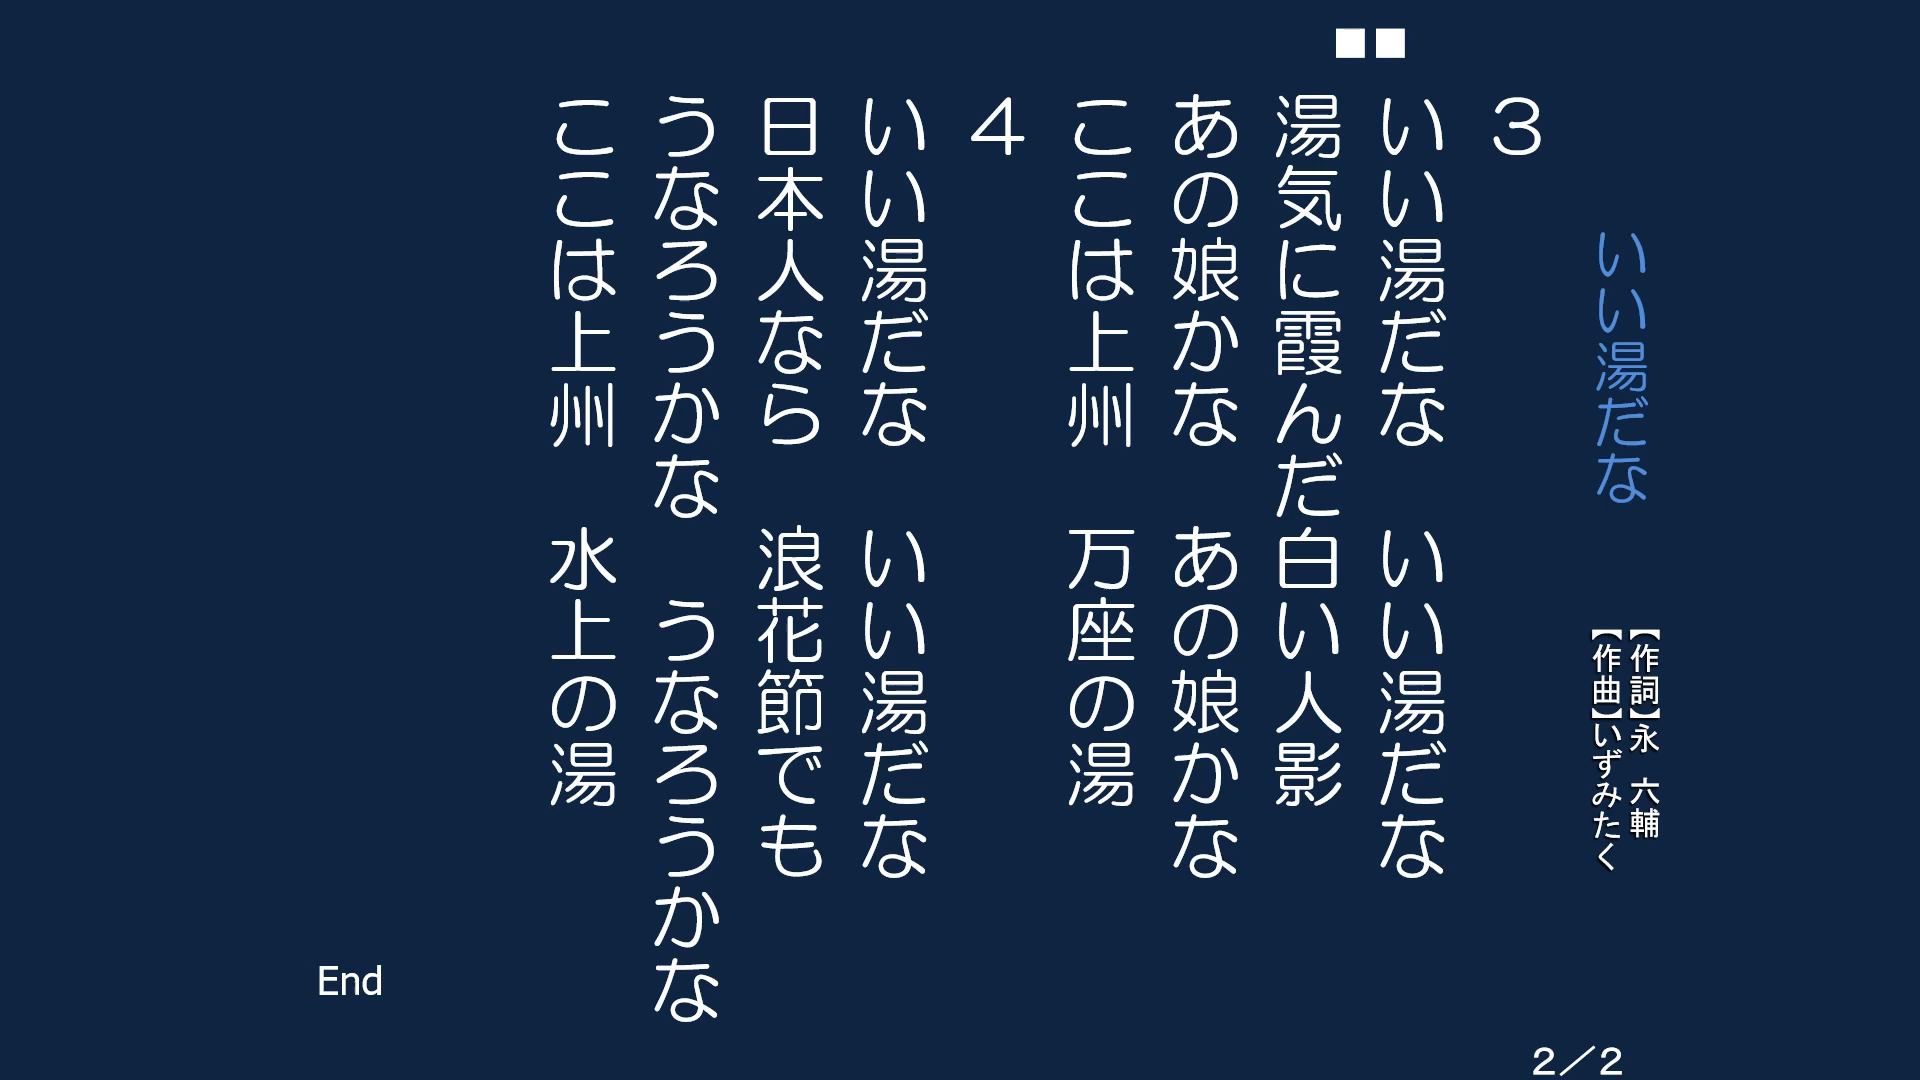 いい湯だな
【作詞】永 六輔
【作曲】いずみたく
■■
3
いい湯だな いい湯だな
湯気に霞んだ白い人影
あの娘かな あの娘かな
ここは上州 万座の湯
4
いい湯だな いい湯だな
日本人なら 浪花節でも
うなろうかな うなろうかな
ここは上州 水上の湯
End
2／2